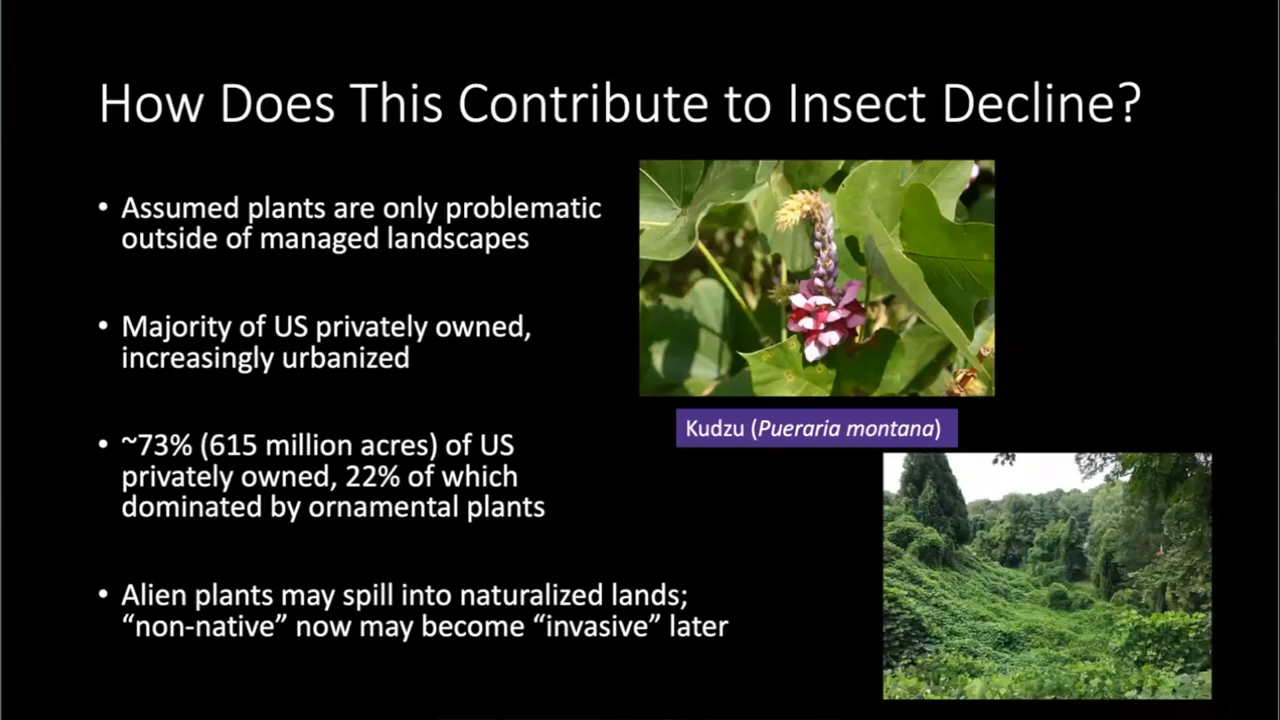 How Does This Contribute to Insect Decline?
• Assumed plants are only problematic
outside of managed landscapes
• Majority of US privately owned,
increasingly urbanized
• ~73% (615 million acres) of US
privately owned, 22% of which
dominated by ornamental plants
• Alien plants may spill into naturalized lands;
“non-native” now may become “invasive” later
Kudzu (Pueraria montana)